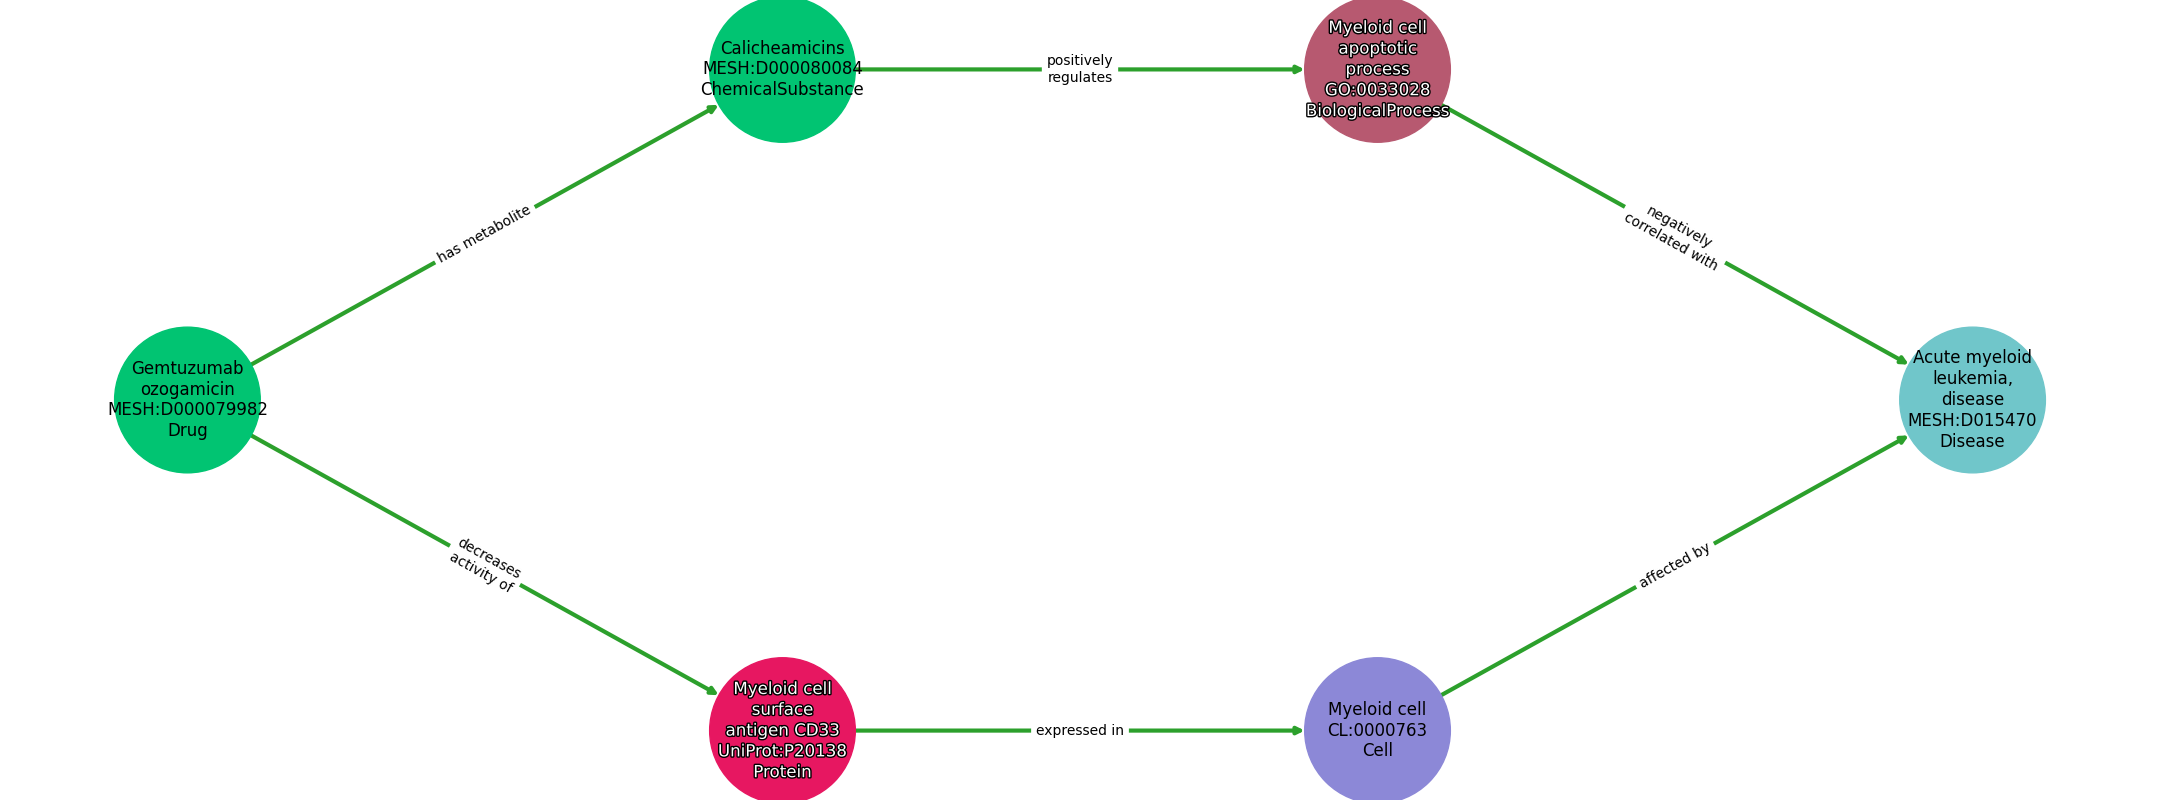 Calicheamicins
MESH:D000080084
ChemicalSubstance
positively
regulates
Myeloid cell
apoptotic
process
GO:0033028
BiologicalProcess
has metabolite
negatively
correlated with
Gemtuzumab
ozogamicin
MESH:D000079982
Drug
Acute myeloid
leukemia,
disease
MESH:D015470
Disease
decreases
activity of
affected by
Myeloid cell
surface
antigen CD33
UniProt:P20138
Protein
expressed in
Myeloid cell
CL:0000763
Cell